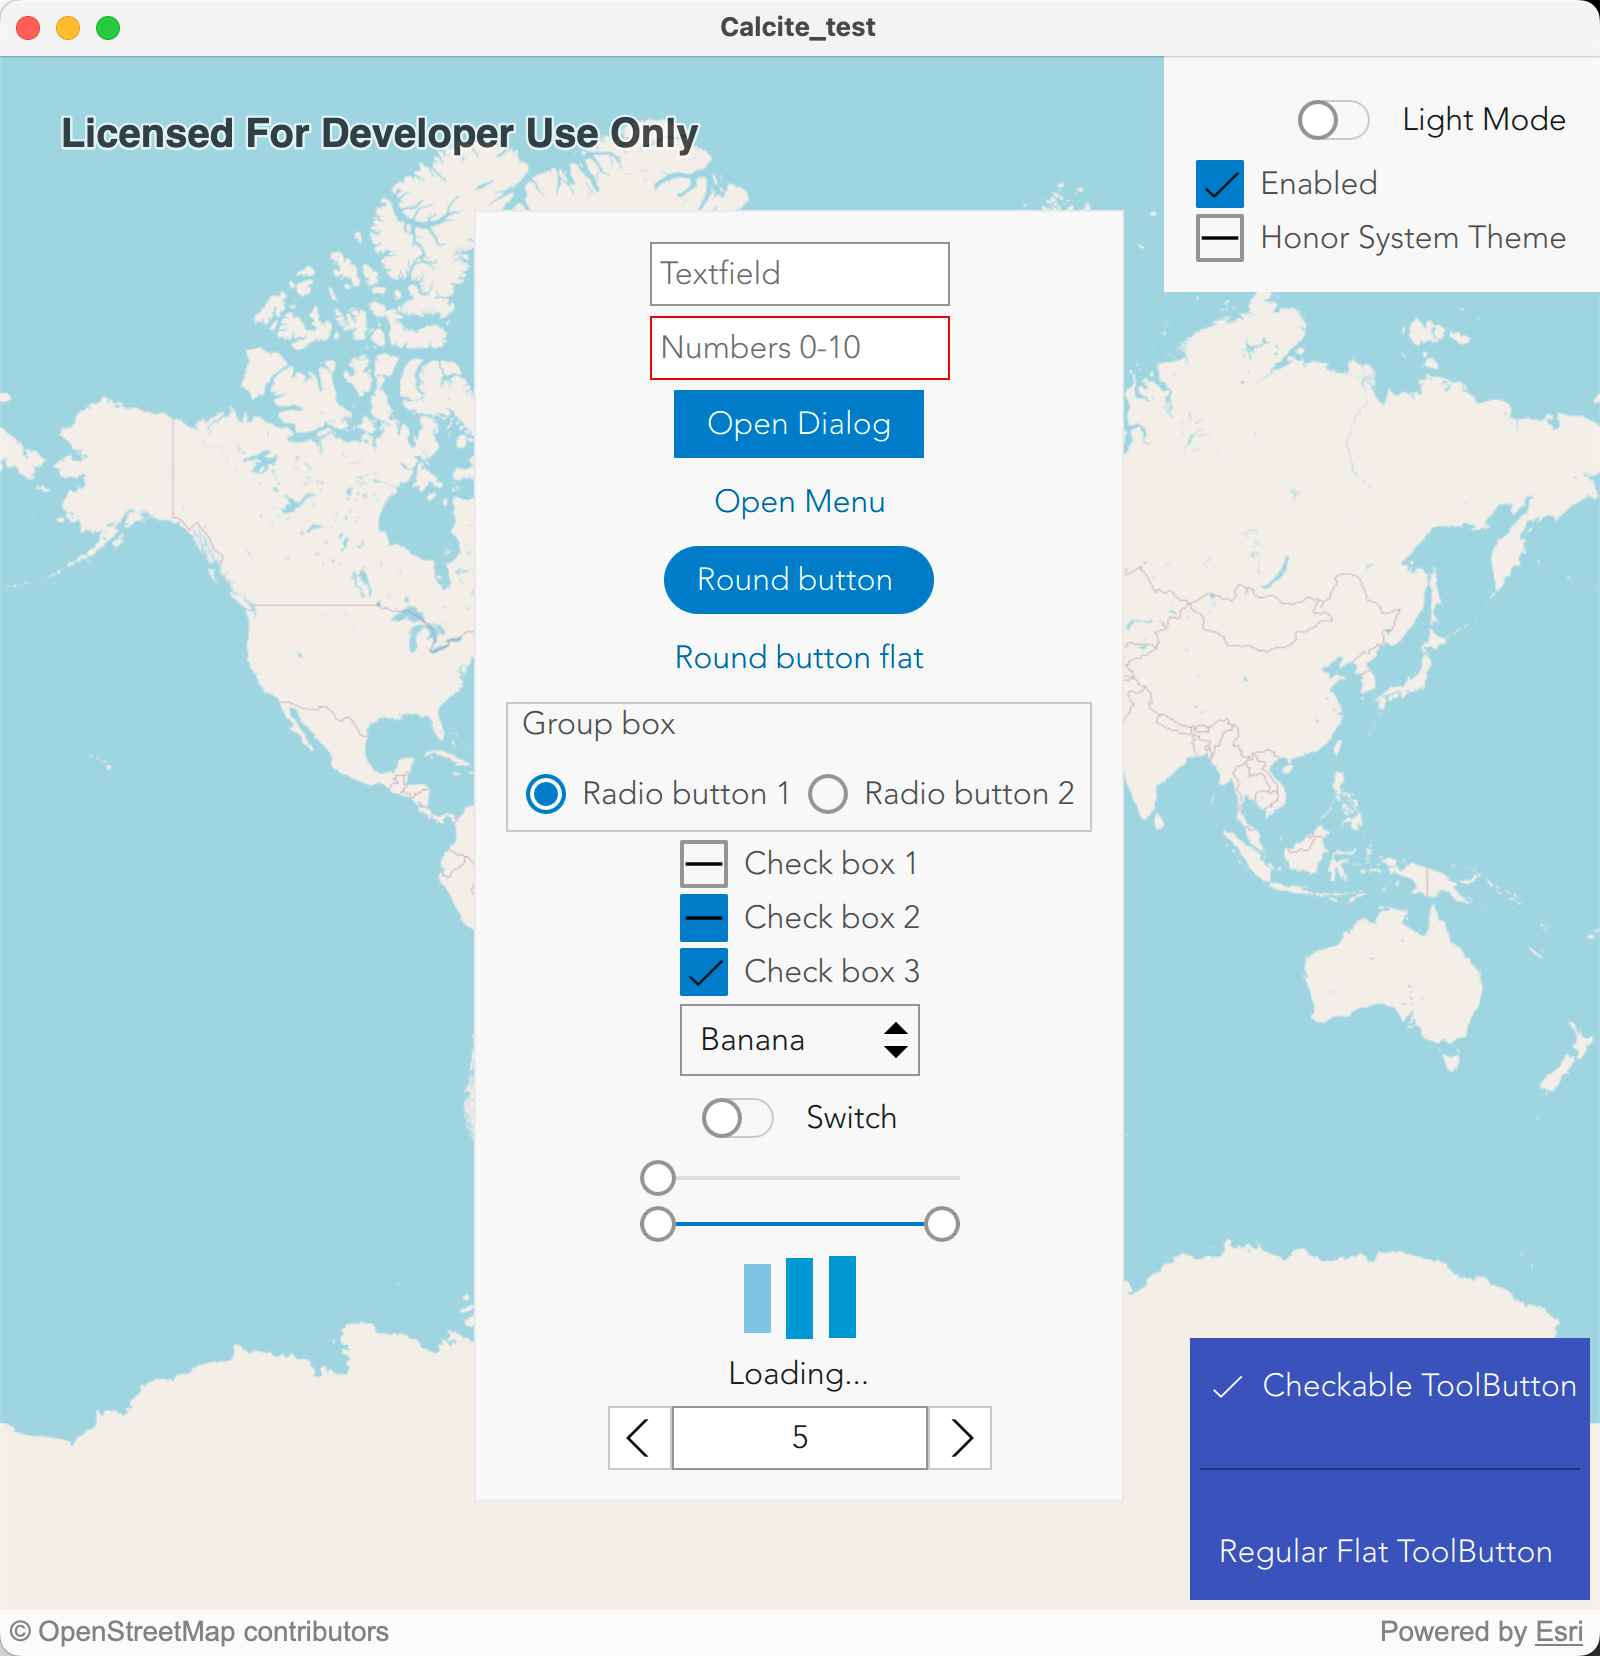 Calcite_test
Licensed For Developer Use Only
Light Mode
Enabled
Honor System Theme
Textfield
Numbers 0-10
Open Dialog
Open Menu
Round button
Round button flat
Group box
Radio button 1 Radio button 2
Check box 1
Check box 2
Check box 3
Banana
Switch
Loading...
5
Checkable ToolButton
Regular Flat ToolButton
© OpenStreetMap contributors
Powered by Esri